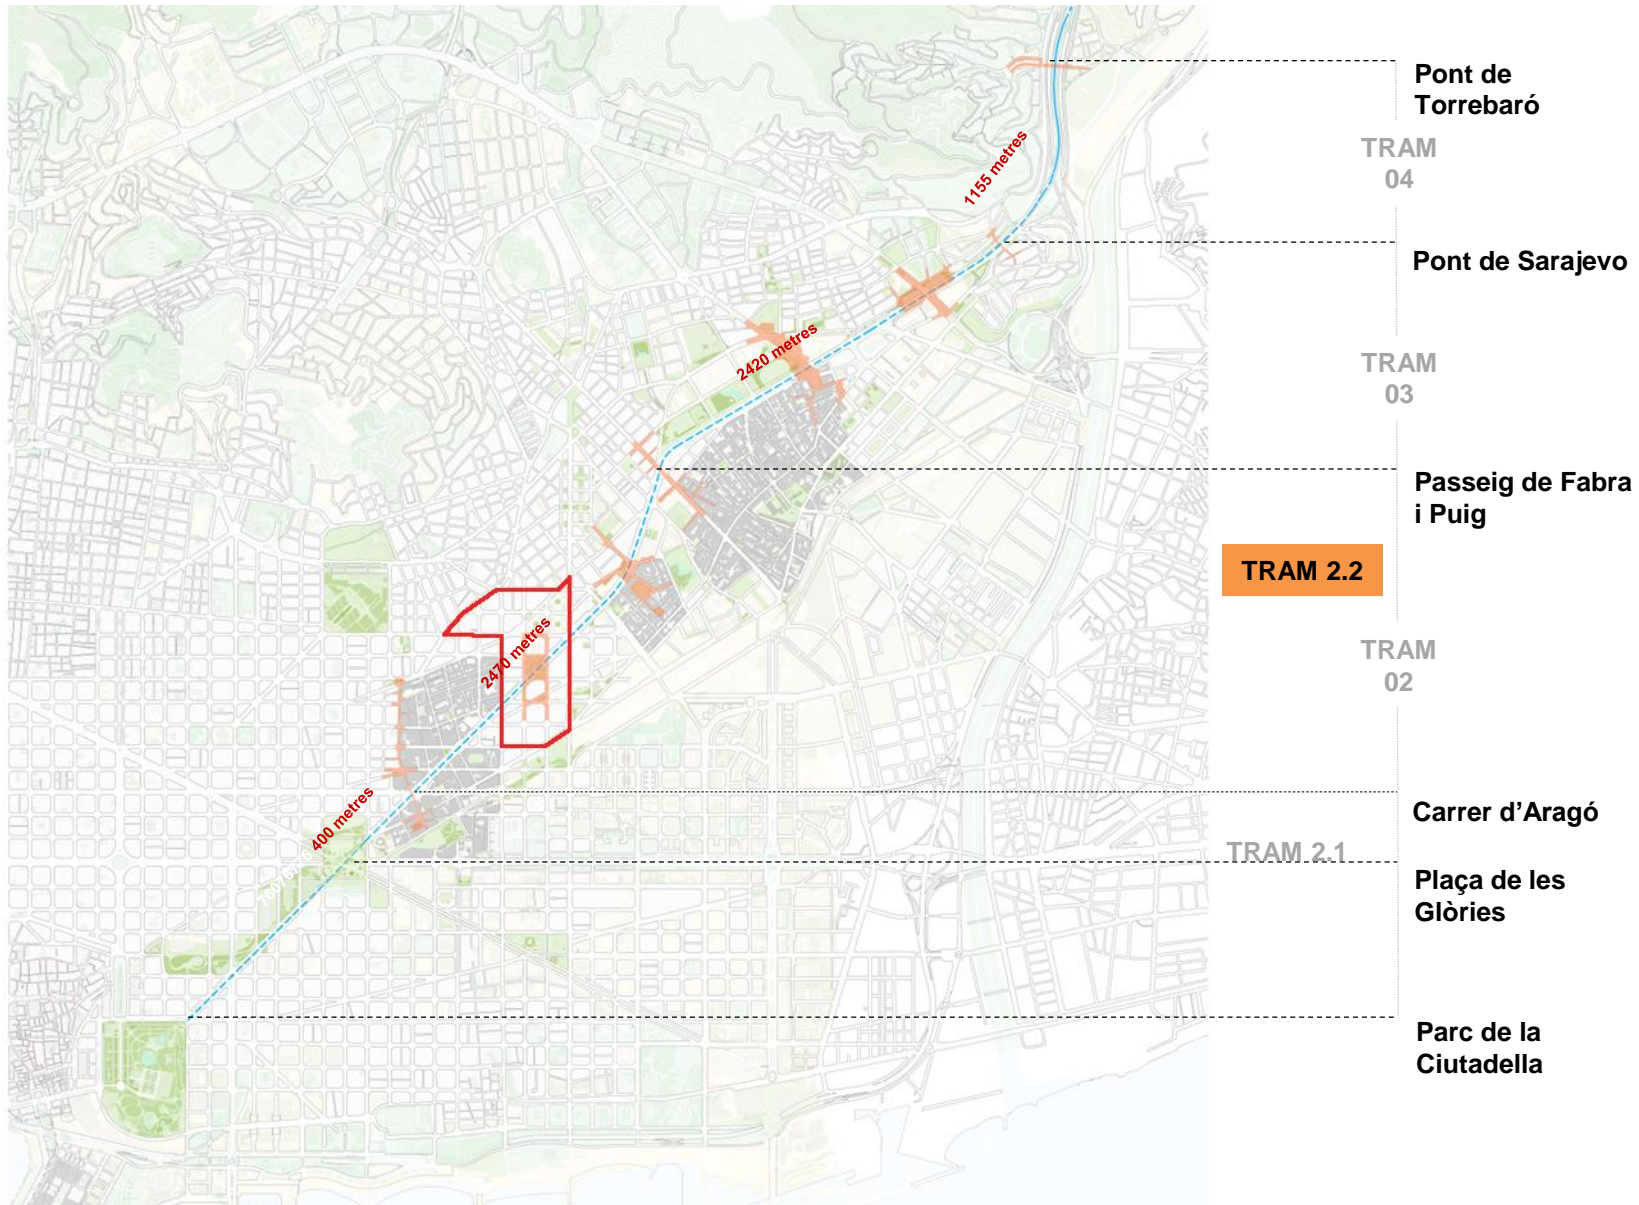 Pont de
Torrebaró
TRAM
04
1155 metres
Pont de Sarajevo
2420 metres
TRAM
03
Passeig de Fabra
i Puig
TRAM 2.2
2470 metres
TRAM
02
400 metres
Carrer d’Aragó
TRAM 2.1
Plaça de les
Glòries
Parc de la
Ciutadella